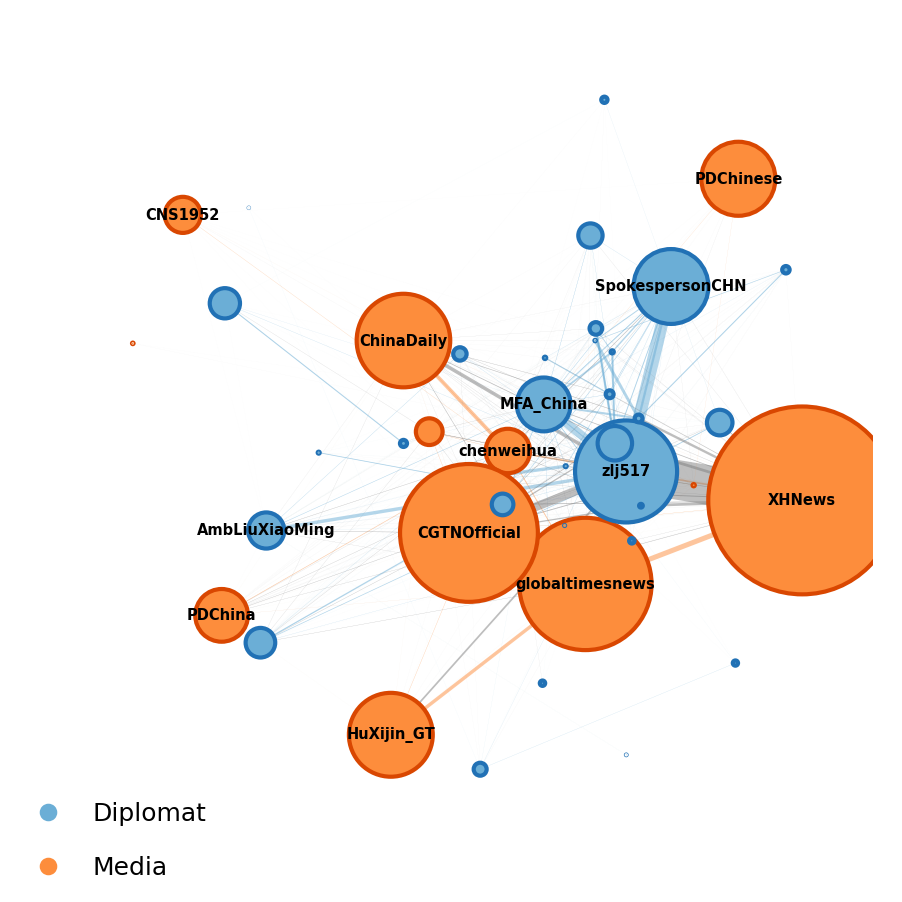 PDChinese
CNS1952
SpokespersonCHN
ChinaDaily
MFA_China
chenweihua
zlj517
XHNews
AmbLiuXiaoMing
CGTNOfficial
globaltimesnews
PDChina
HuXijin_GT
Diplomat
Media